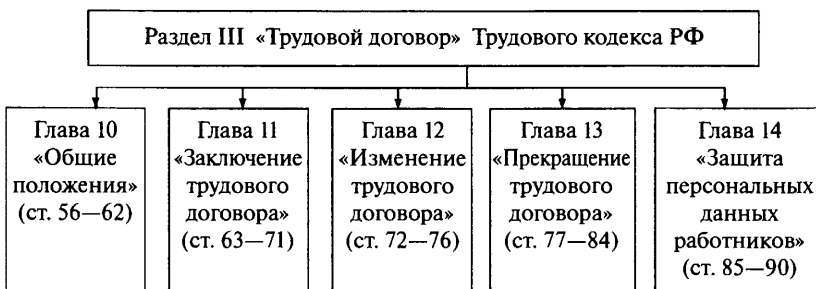 Раздел III «Трудовой договор» Трудового кодекса РФ
Глава 10
«Общие
положения»
(ст. 56—62)
Глава 11
«Заключение
трудового
договора»
(ст. 63—71)
Глава 12
«Изменение
трудового
договора»
(ст. 72—76)
Глава 13
«Прекращение
трудового
договора»
(ст. 77—84)
Глава 14
«Защита
персональных
данных
работников»
(ст. 85—90)